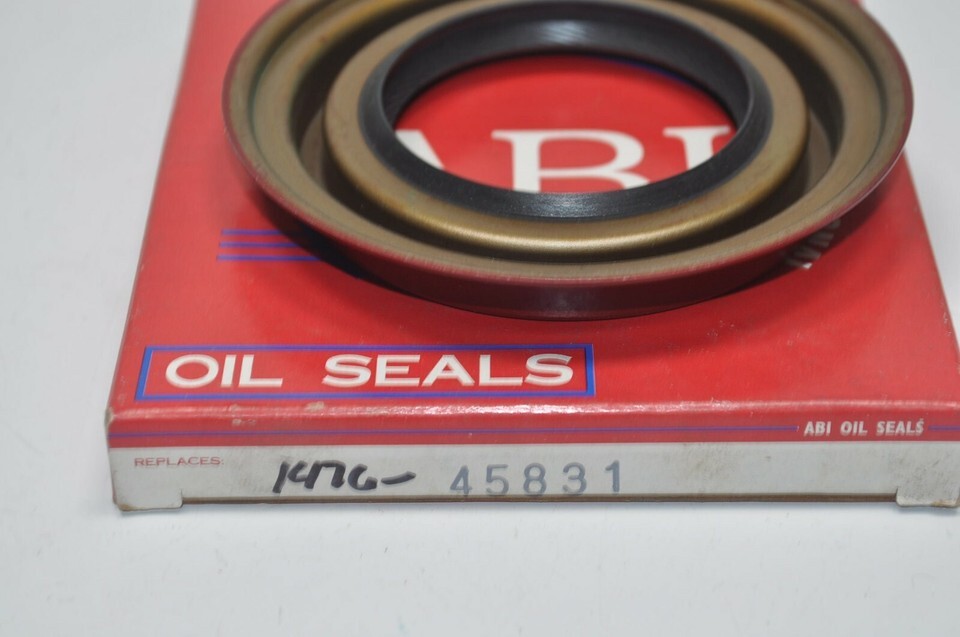 ABI
OIL SEALS
ABI OIL SEALS
REPLACES:
45831